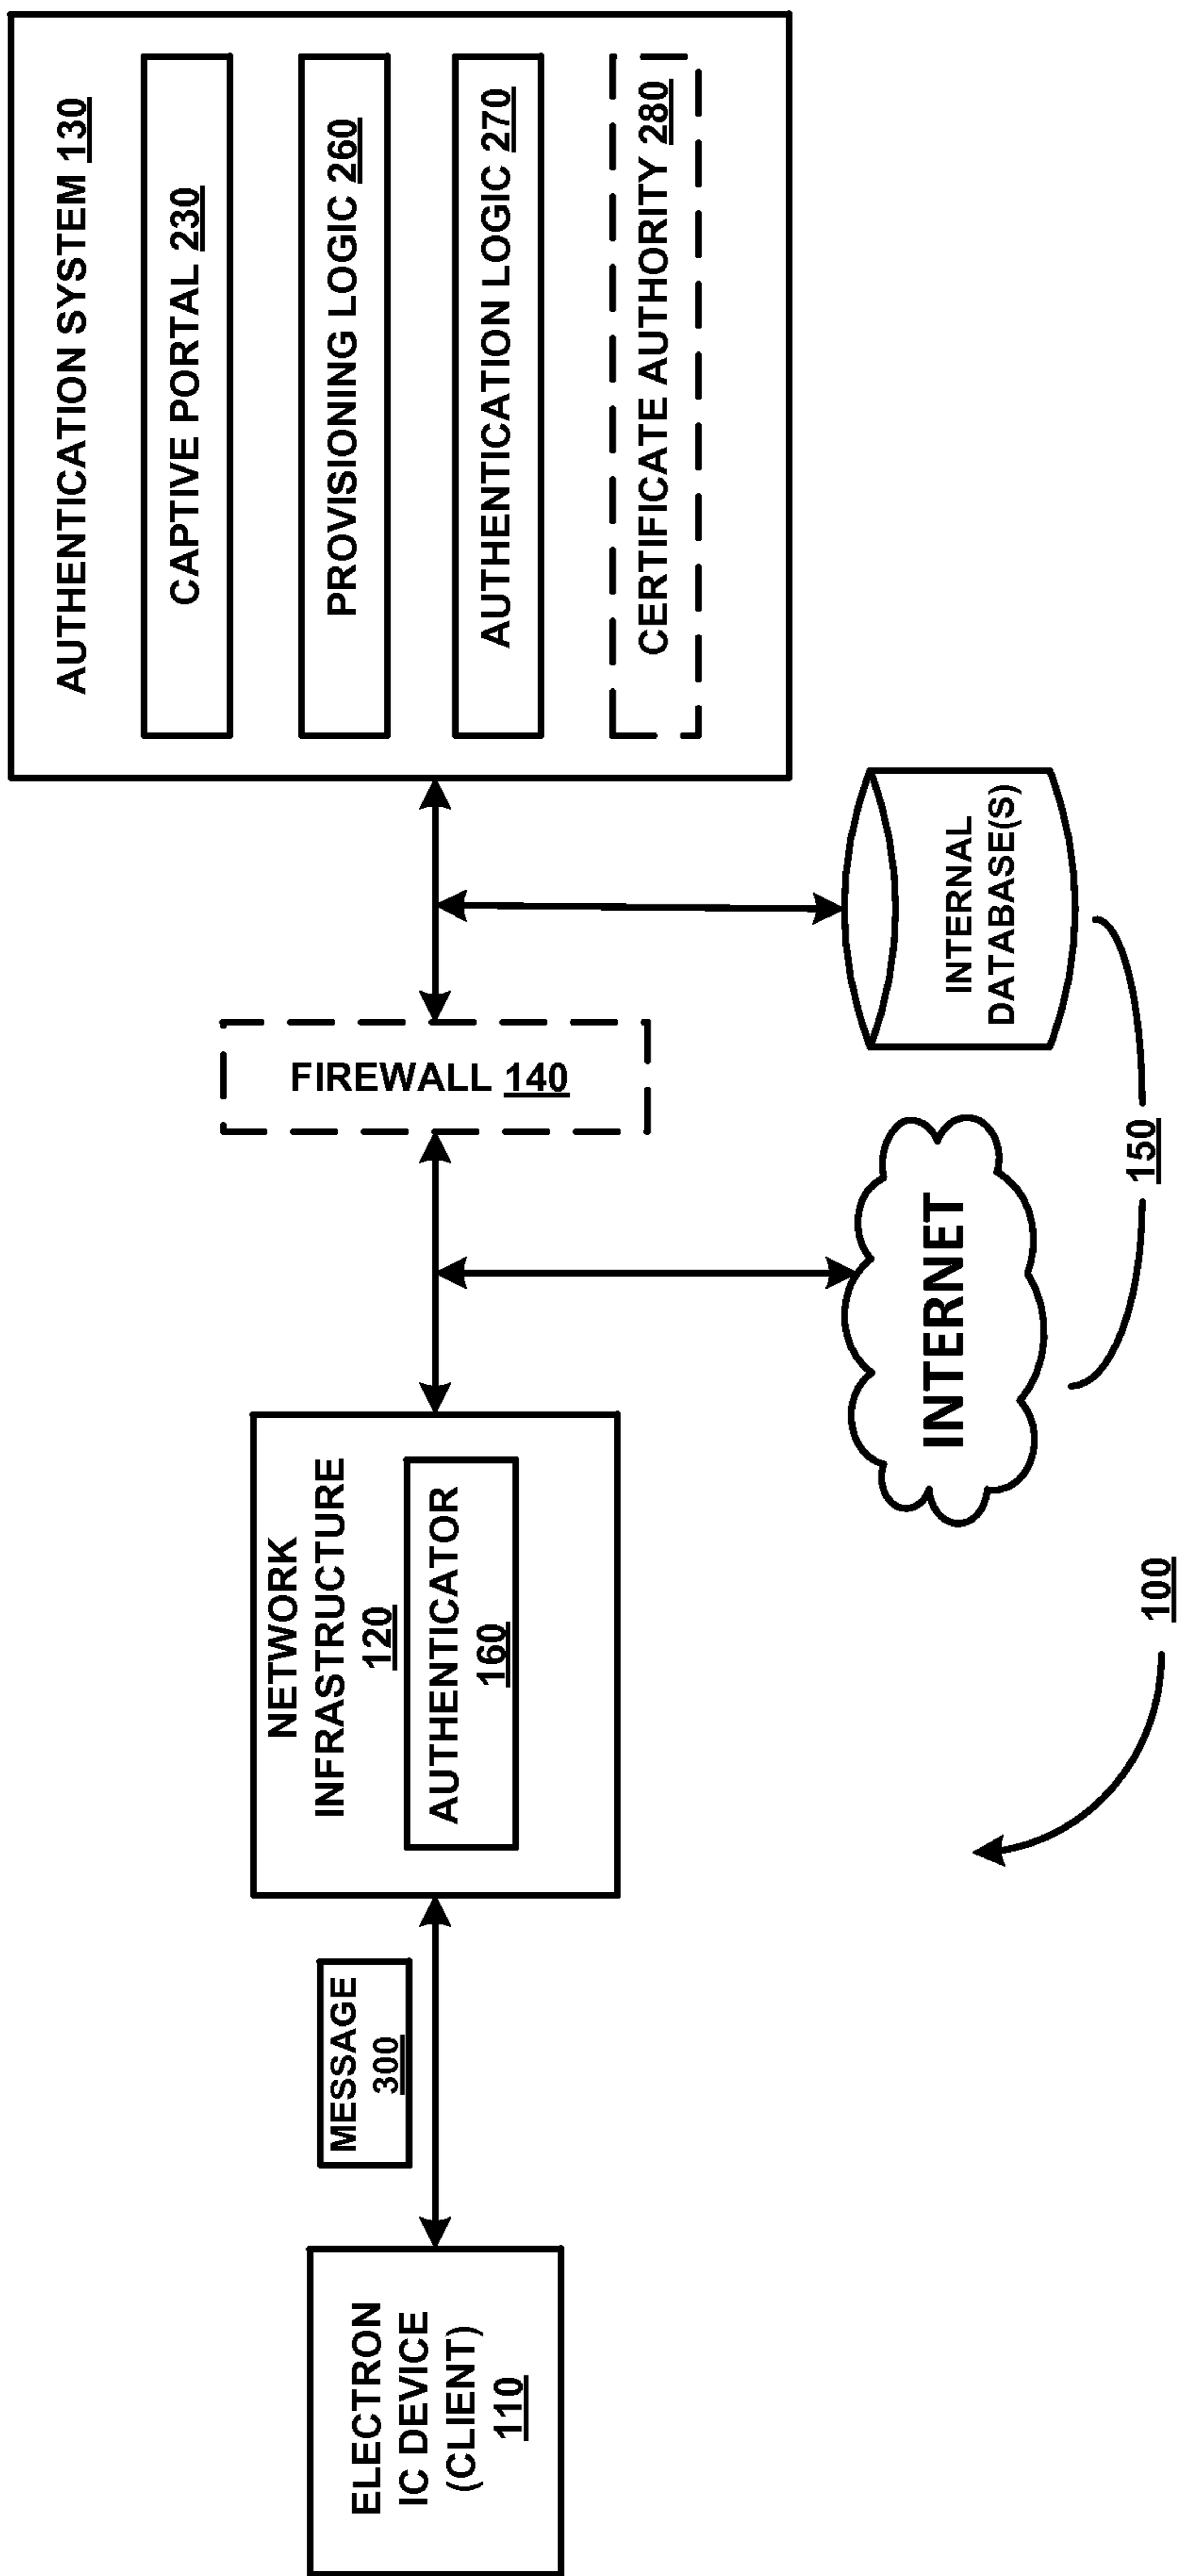 ELECTRON
IC DEVICE
(CLIENT)
110
MESSAGE
300
NETWORK
INFRASTRUCTURE
120
AUTHENTICATOR
160
FIREWALL 140
AUTHENTICATION SYSTEM 130
CAPTIVE PORTAL 230
PROVISIONING LOGIC 260
AUTHENTICATION LOGIC 270
CERTIFICATE AUTHORITY 280
INTERNET
INTERNAL
DATABASE(S)
150
100